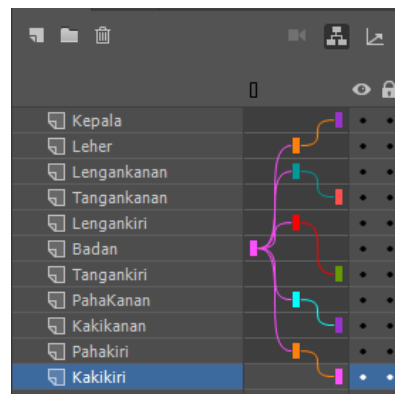 Kepala
Leher
Lengankanan
Tangankanan
Lengankiri
Badan
Tangankiri
PahaKanan
Kakikanan
Pahakiri
Kakikiri